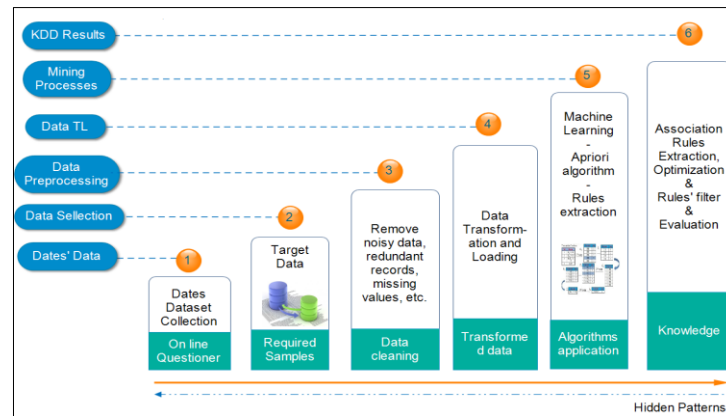 KDD Results
6
Mining
Processes
5
Data TL
4
Data
Preprocessing
3
Data Selection
2
Dates' Data
1
Dates
Dataset
Collection
On line
Questioner
Target
Data
Required
Samples
Remove
noisy data,
redundant
records,
missing
values, etc.
Data
cleaning
Data
Transform-
ation and
Loading
Transforme
d data
Machine
Learning
-
Apriori
algorithm
-
Rules
extraction
Algorithms
application
Association
Rules
Extraction,
Optimization
&
Rules' filter
&
Evaluation
Knowledge
Hidden Patterns